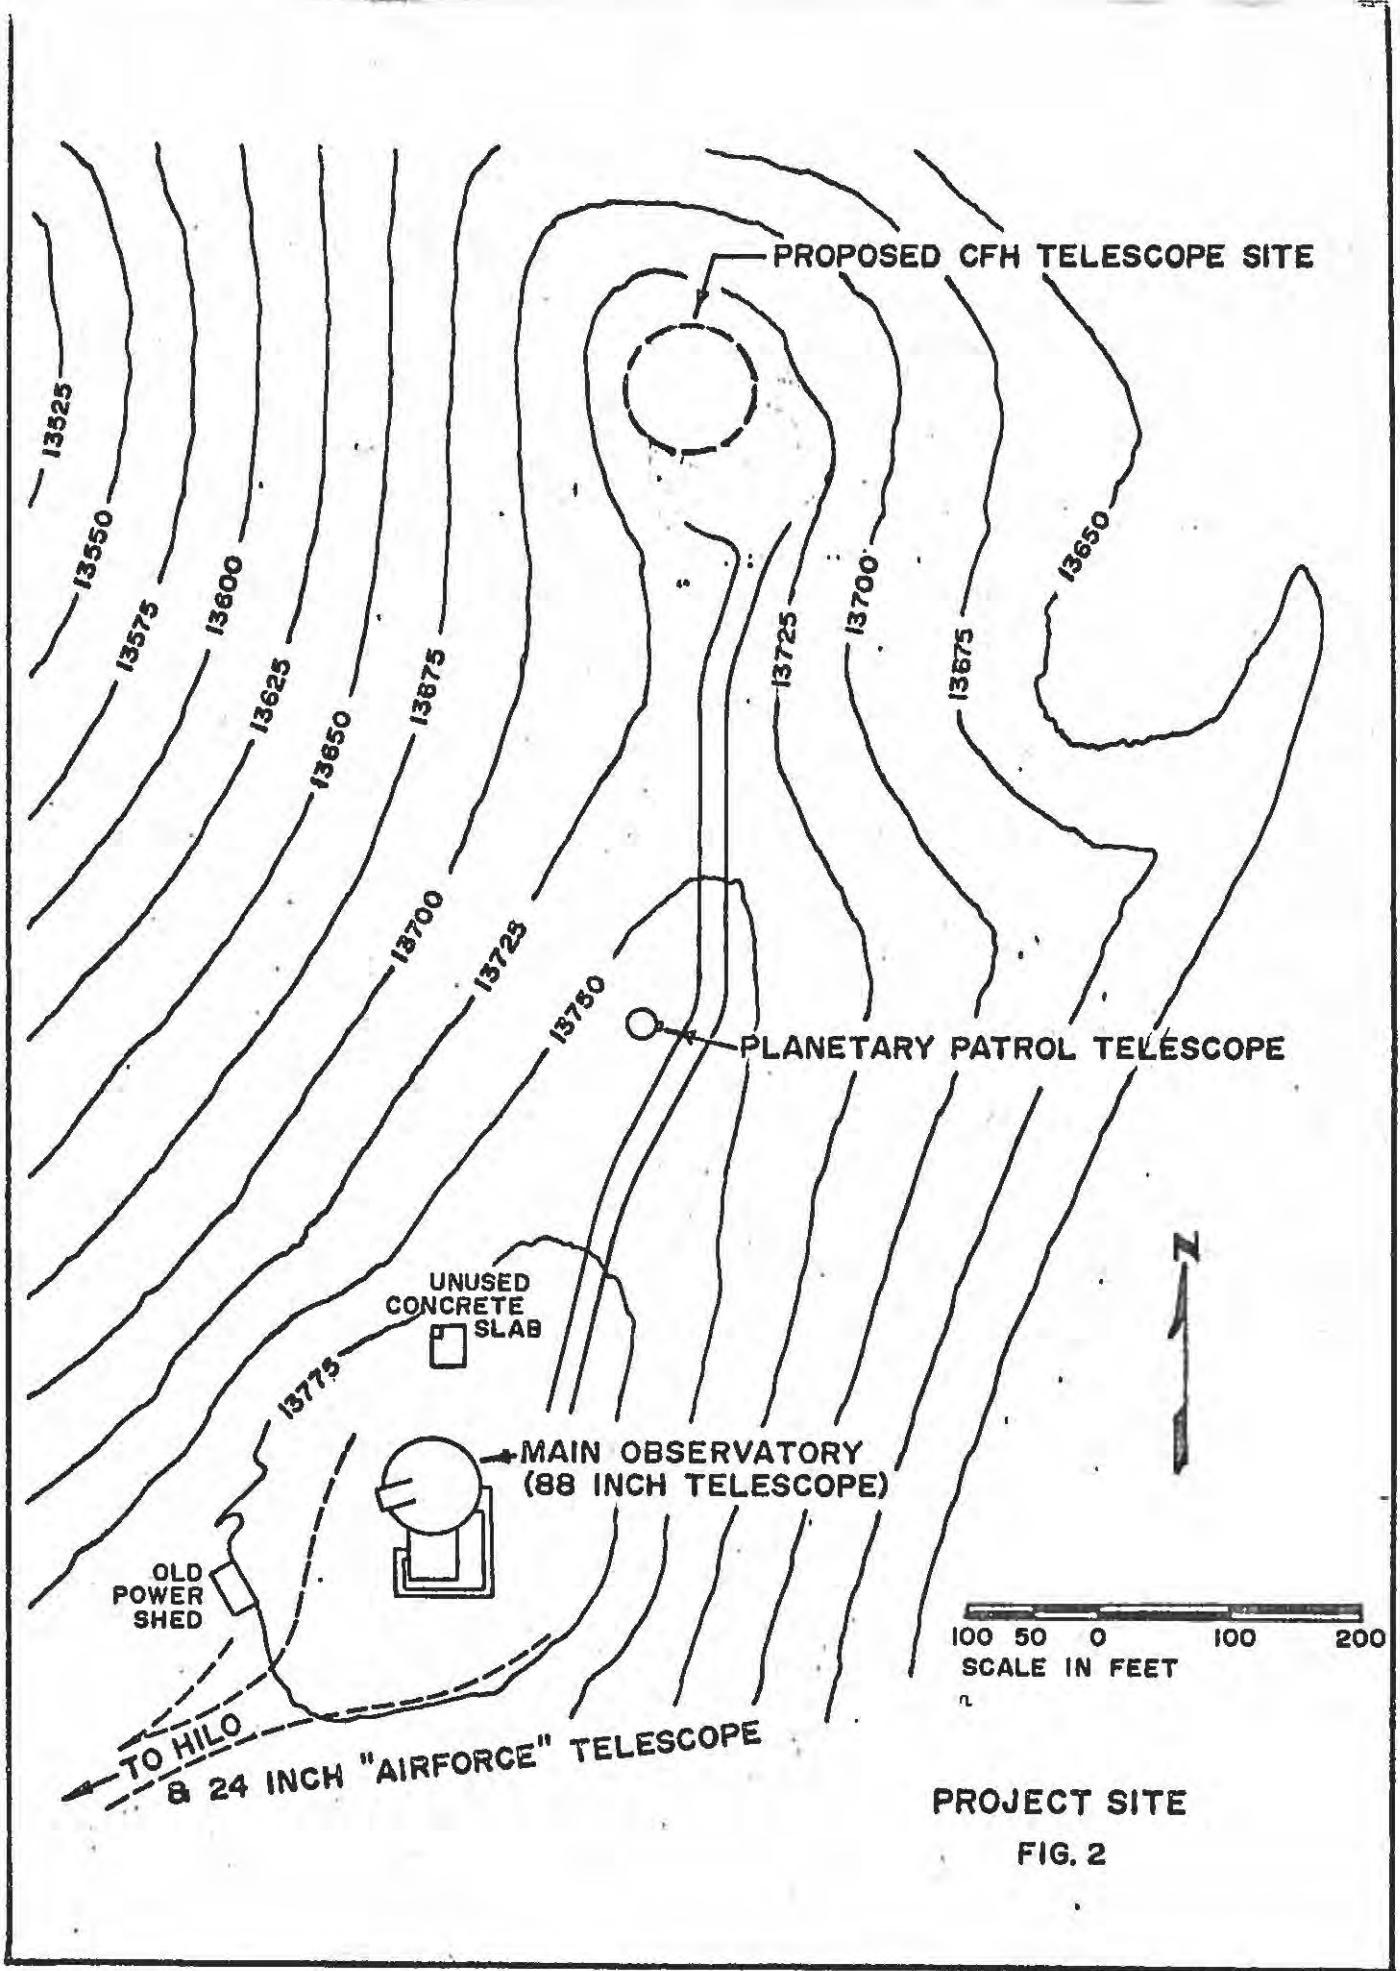 PROPOSED CFH TELESCOPE SITE
13525
13550
13575
13600
13625
13650
13675
13700
13725
13750
13725
13700
13675
13650
PLANETARY PATROL TELESCOPE
UNUSED
CONCRETE
SLAB
13775
MAIN OBSERVATORY
(88 INCH TELESCOPE)
OLD
POWER
SHED
TO HILO
& 24 INCH "AIRFORCE" TELESCOPE
N
100 50 0 100 200
SCALE IN FEET
PROJECT SITE
FIG. 2